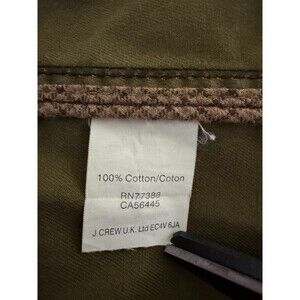 100% Cotton/Coton
RN77388
CA56445
J.CREW U.K. Ltd EC4V 6JA